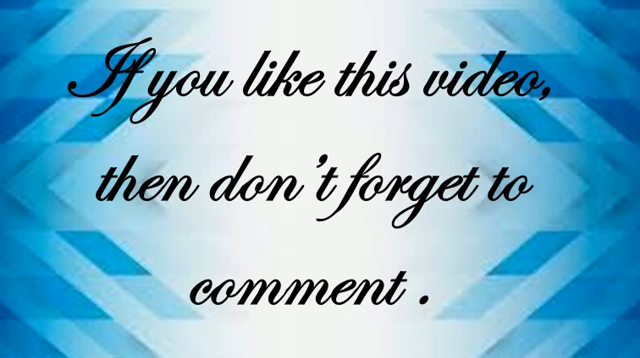 If you like this video,
then don't forget to
comment .